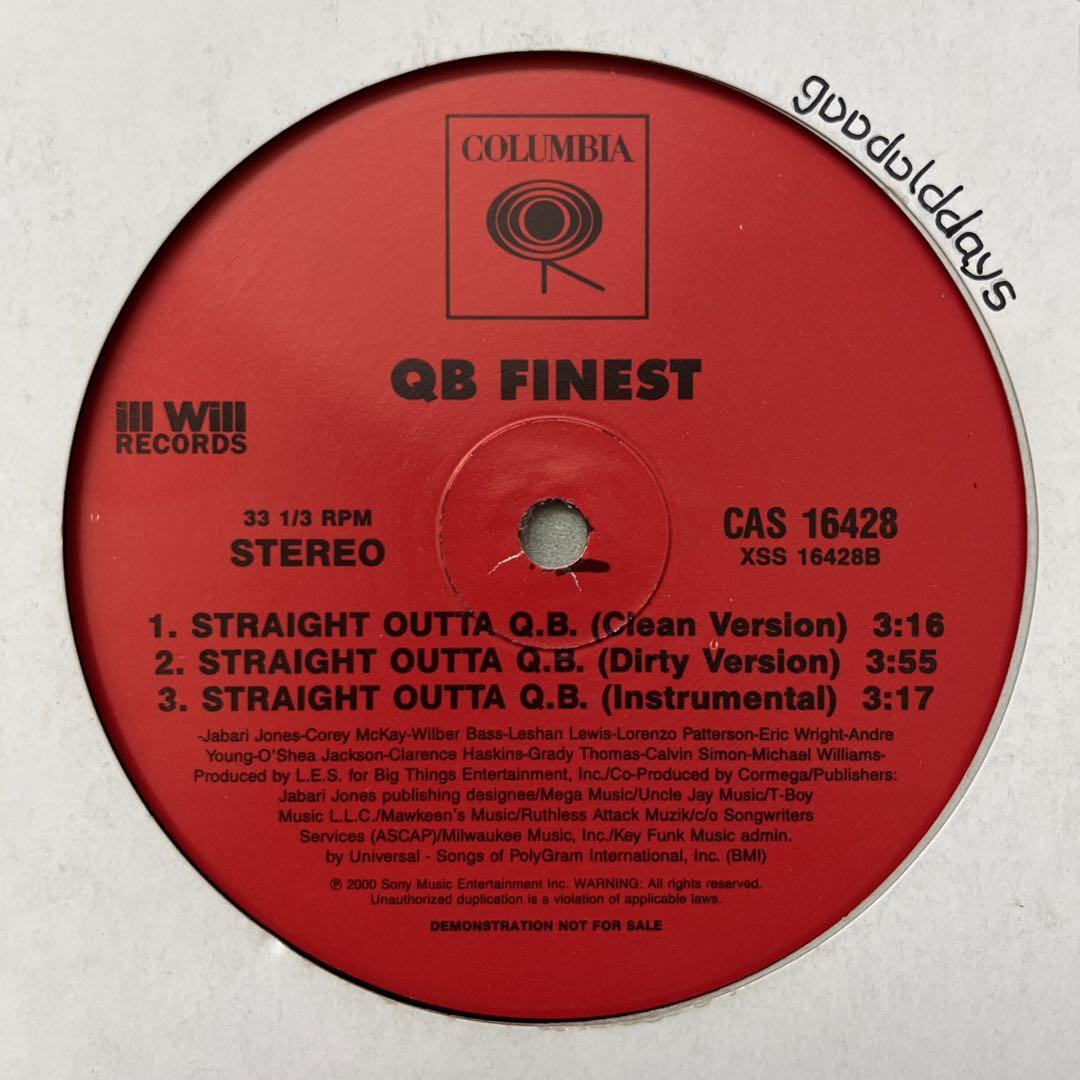 goodolddays
COLUMBIA
QB FINEST
ill Will
RECORDS
33 1/3 RPM
STEREO
CAS 16428
XSS 16428B
1. STRAIGHT OUTTA Q.B. (Clean Version) 3:16
2. STRAIGHT OUTTA Q.B. (Dirty Version) 3:55
3. STRAIGHT OUTTA Q.B. (Instrumental) 3:17
-Jabari Jones-Corey McKay-Wilber Bass-Leshan Lewis-Lorenzo Patterson-Eric Wright-Andre
Young-O'Shea Jackson-Clarence Haskins-Grady Thomas-Calvin Simon-Michael Williams-
Produced by L.E.S. for Big Things Entertainment, Inc./Co-Produced by Cormega/Publishers:
Jabari Jones publishing designee/Mega Music/Uncle Jay Music/T-Boy
Music L.L.C./Mawkeen's Music/Ruthless Attack Muzik/c/o Songwriters
Services (ASCAP)/Milwaukee Music, Inc./Key Funk Music admin.
by Universal - Songs of PolyGram International, Inc. (BMI)
℗ 2000 Sony Music Entertainment Inc. WARNING: All rights reserved.
Unauthorized duplication is a violation of applicable laws.
DEMONSTRATION NOT FOR SALE